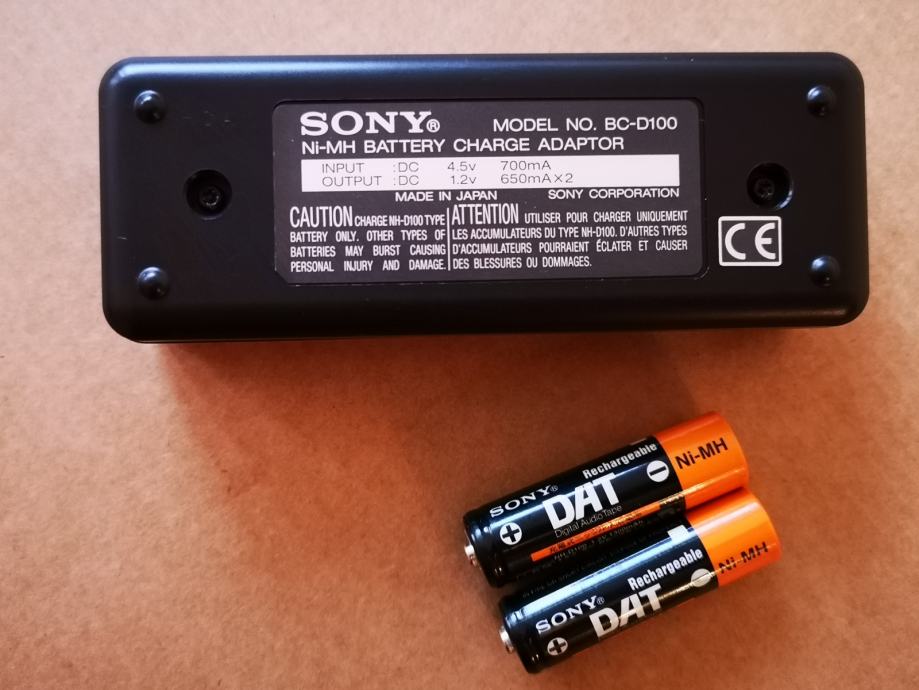 SONY®
MODEL NO. BC-D100
Ni-MH BATTERY CHARGE ADAPTOR
INPUT :DC 4.5v 700mA
OUTPUT :DC 1.2v 650mA×2
MADE IN JAPAN SONY CORPORATION
CAUTION CHARGE NH-D100 TYPE
BATTERY ONLY. OTHER TYPES OF
BATTERIES MAY BURST CAUSING
PERSONAL INJURY AND DAMAGE.
ATTENTION UTILISER POUR CHARGER UNIQUEMENT
LES ACCUMULATEURS DU TYPE NH-D100. D'AUTRES TYPES
D'ACCUMULATEURS POURRAIENT ÉCLATER ET CAUSER
DES BLESSURES OU DOMMAGES.
CE
SONY® Rechargeable Ni-MH
+ DAT −
Digital Audio Tape
SONY® Rechargeable Ni-MH
+ DAT −